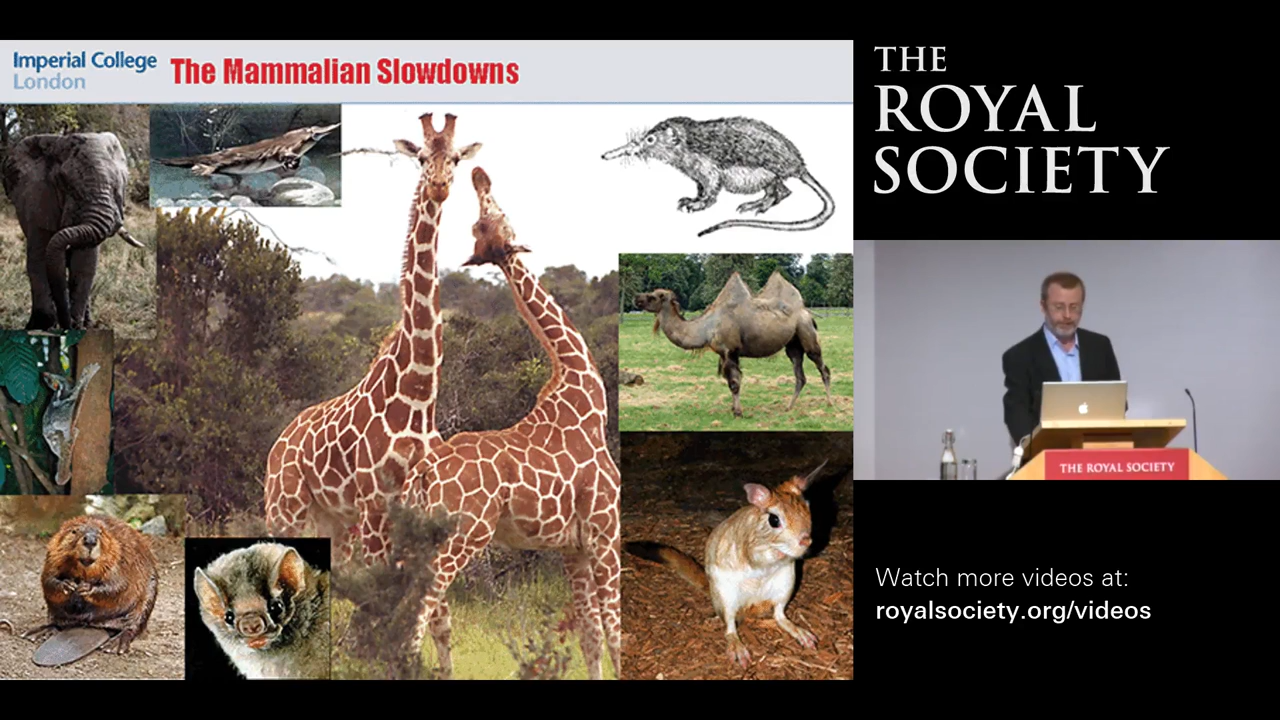 Imperial College
London
The Mammalian Slowdowns
THE
ROYAL
SOCIETY
THE ROYAL SOCIETY
Watch more videos at:
royalsociety.org/videos